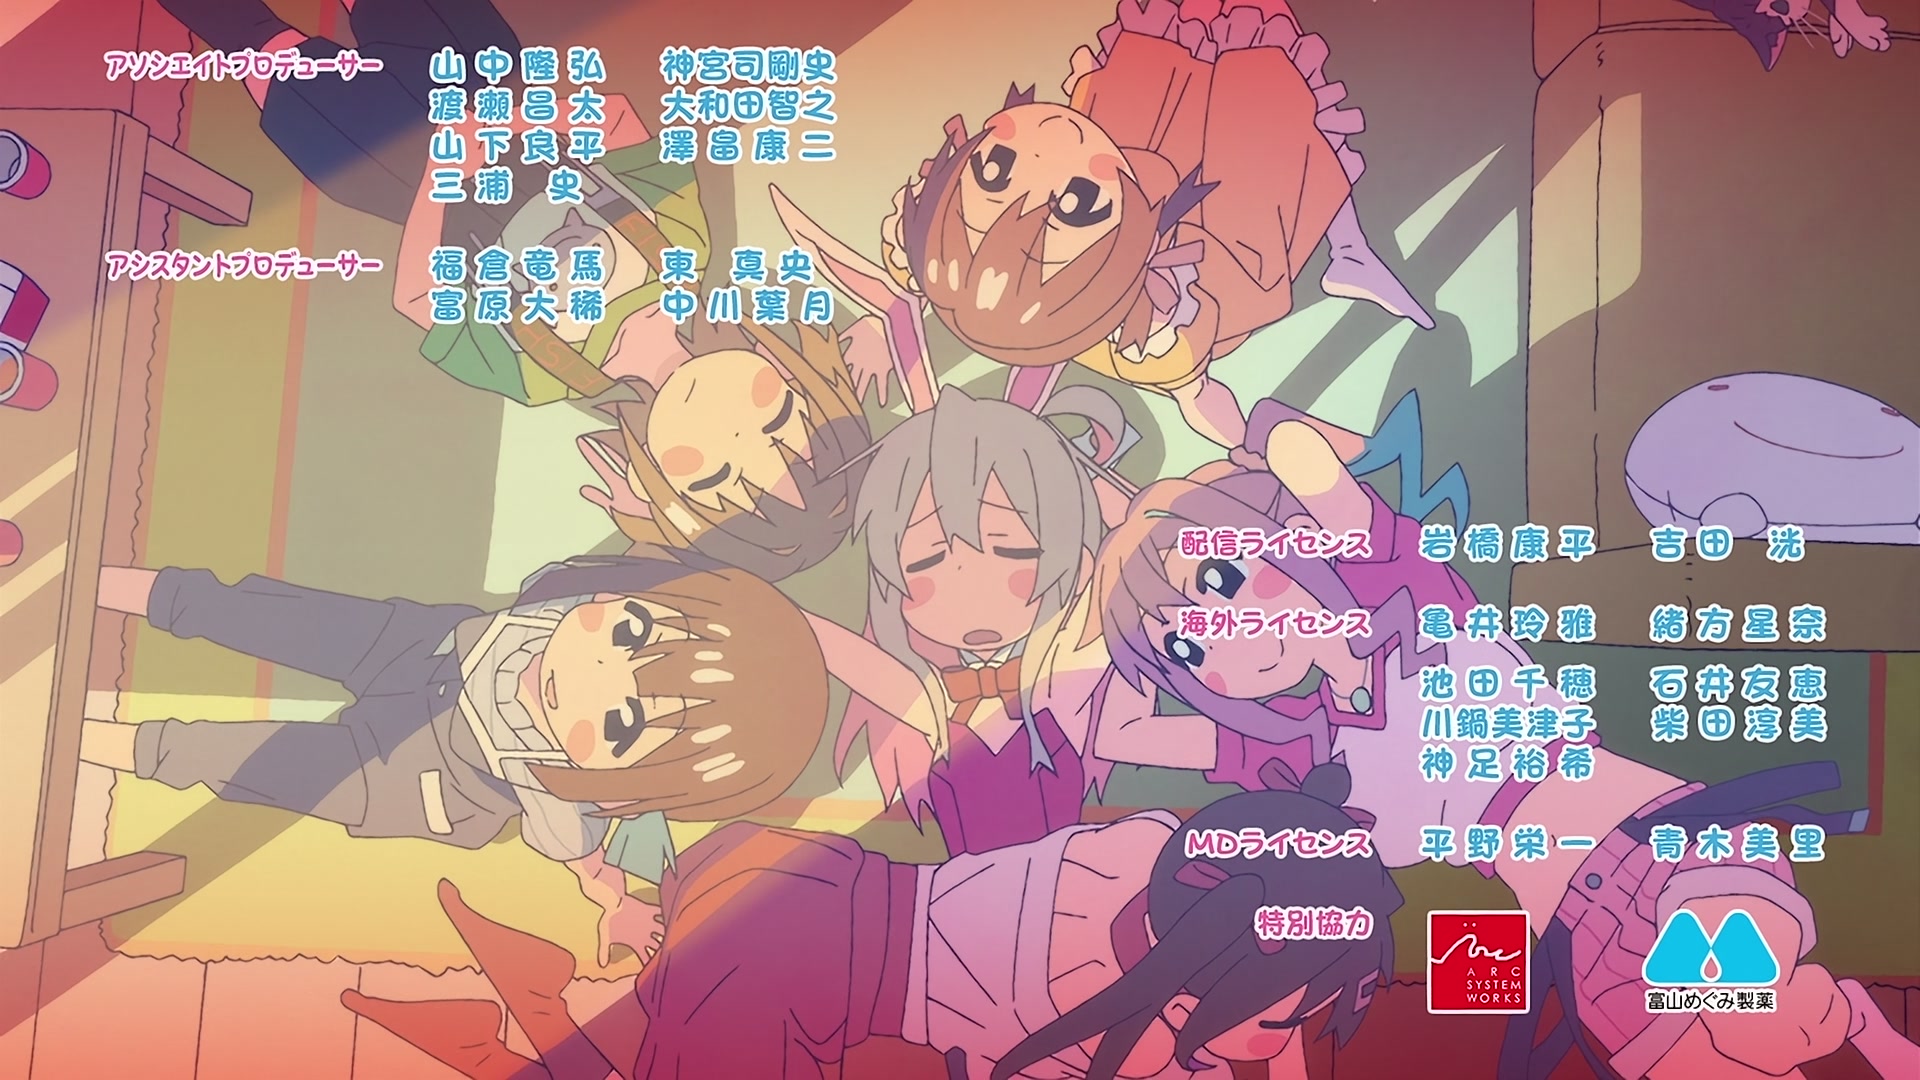 アソシエイトプロデューサー 山中隆弘 神宮司剛史
渡瀬昌太 大和田智之
山下良平 澤畠康二
三浦 史
アシスタントプロデューサー 福倉竜馬 東 真央
富原大稀 中川葉月
配信ライセンス 岩橋康平 吉田 洸
海外ライセンス 亀井玲雅 緒方星奈
池田千穂 石井友恵
川鍋美津子 柴田淳美
神足裕希
MDライセンス 平野栄一 青木美里
特別協力
ARC
SYSTEM
WORKS
富山めぐみ製薬